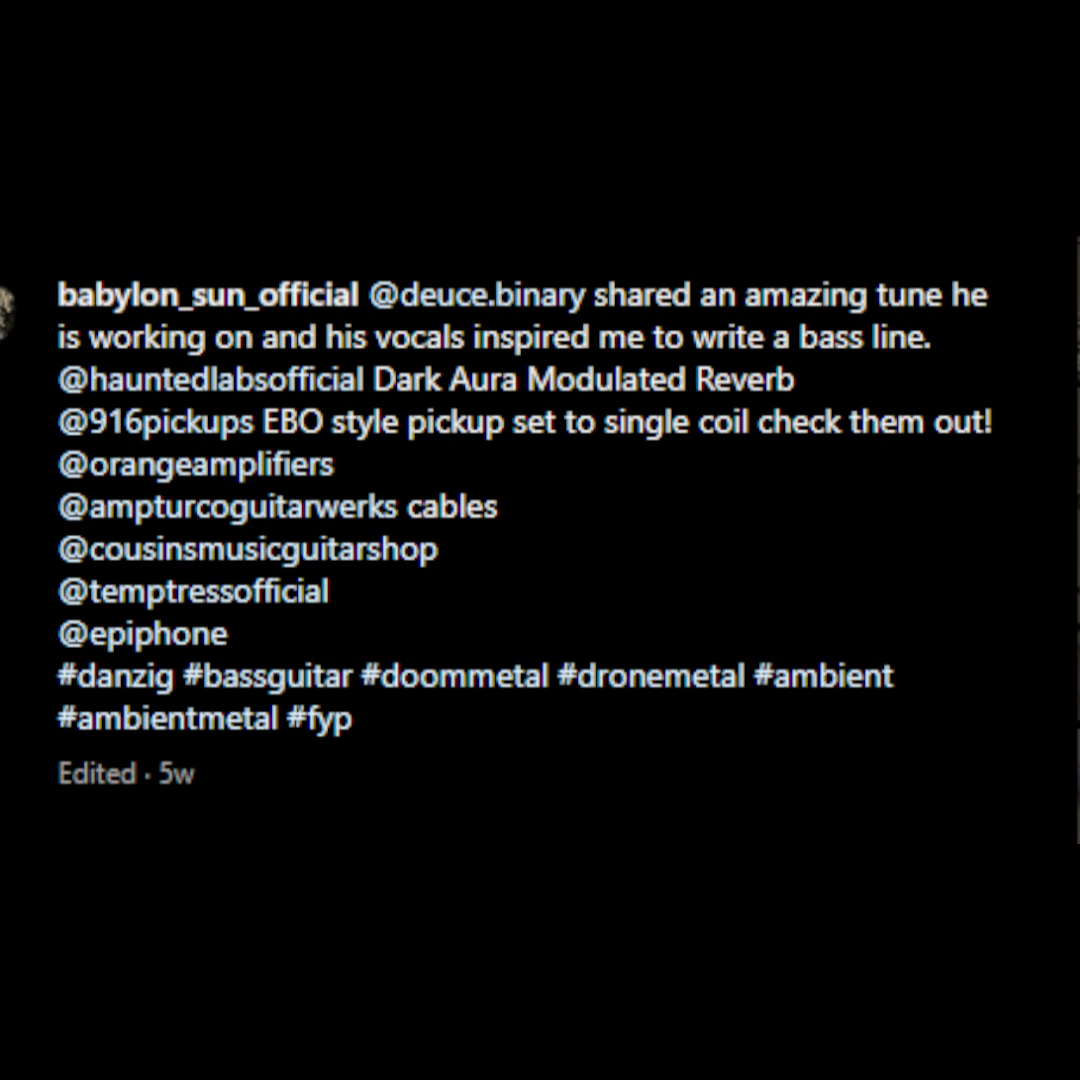 babylon_sun_official @deuce.binary shared an amazing tune he
is working on and his vocals inspired me to write a bass line.
@hauntedlabsofficial Dark Aura Modulated Reverb
@916pickups EBO style pickup set to single coil check them out!
@orangeamplifiers
@ampturcoguitarwerks cables
@cousinsmusicguitarshop
@temptressofficial
@epiphone
#danzig #bassguitar #doommetal #dronemetal #ambient
#ambientmetal #fyp
Edited · 5w